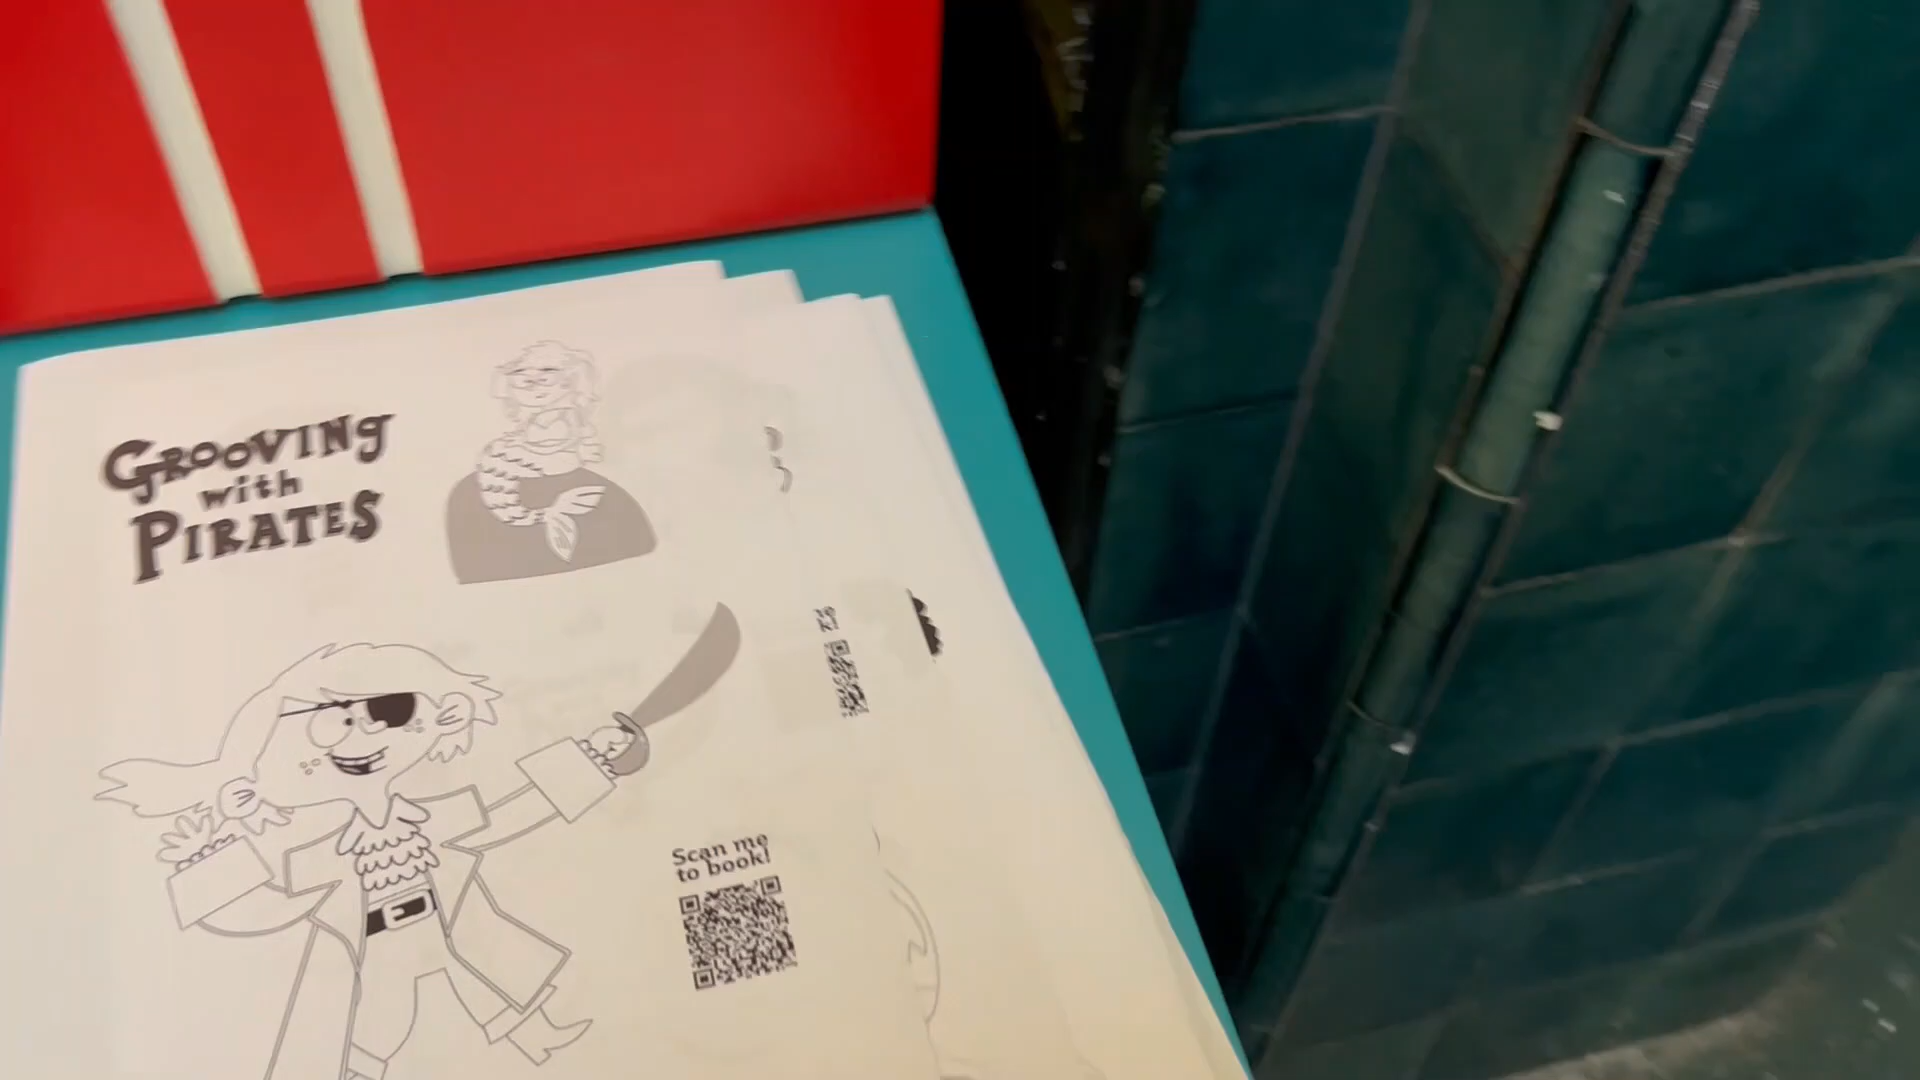 GROOVING
with
PIRATES
Scan me
to book!